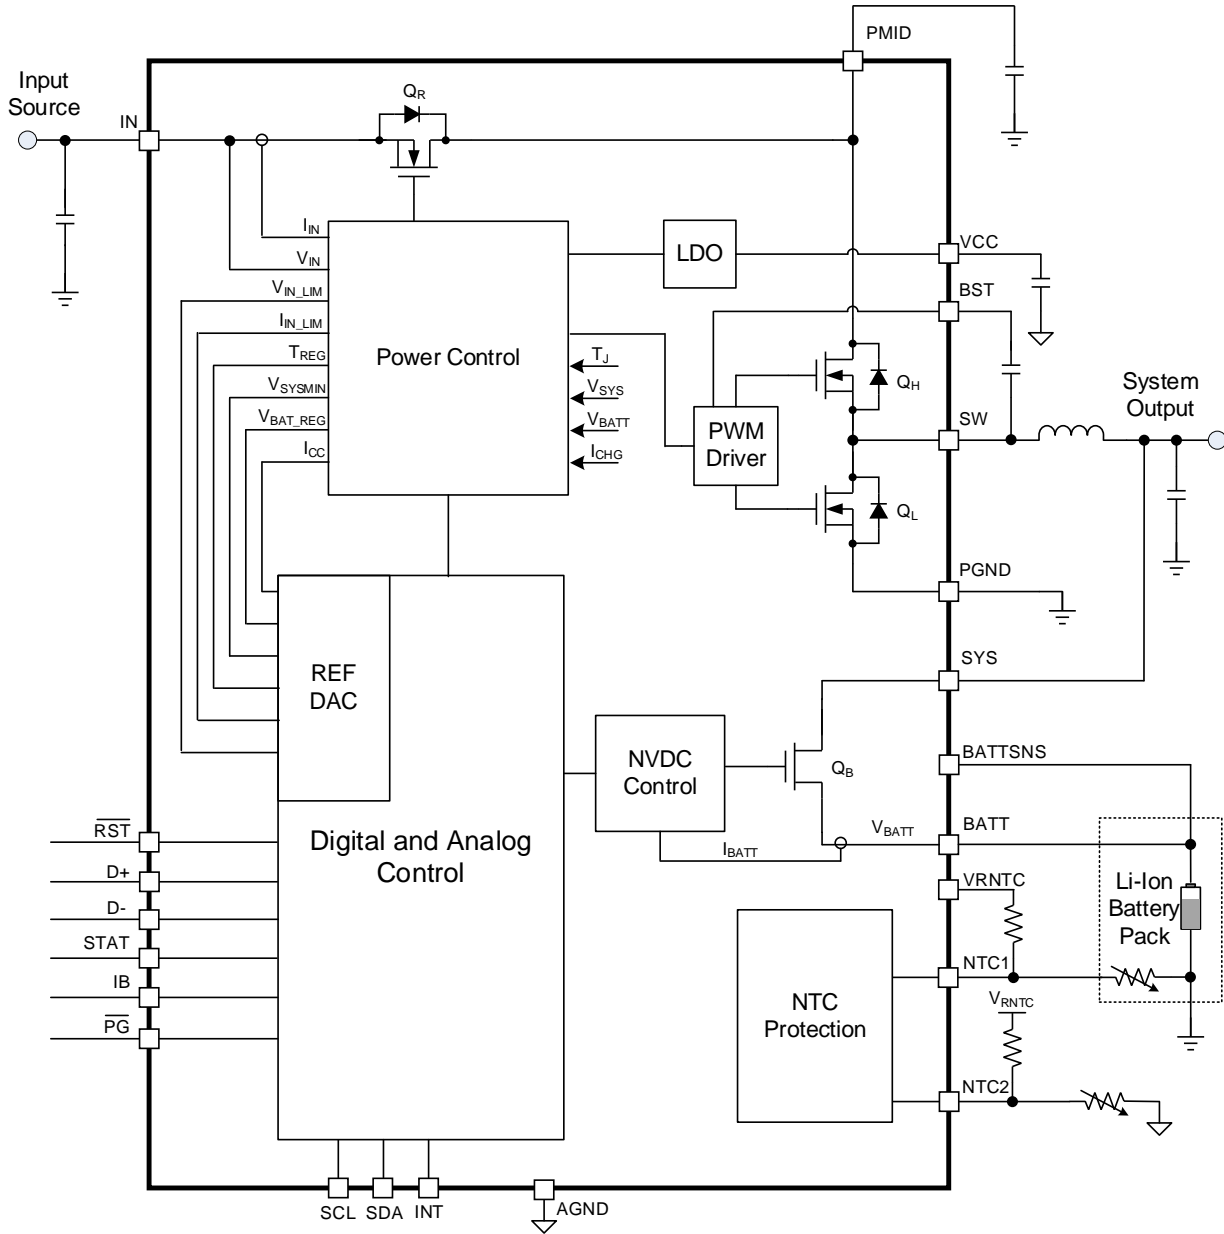 PMID
Input
Source
IN
QR
IIN
VIN
VIN_LIM
IIN_LIM
TREG
VSYSMIN
VBAT_REG
ICC
Power Control
TJ
VSYS
VBATT
ICHG
LDO
VCC
BST
QH
PWM
Driver
SW
System
Output
QL
PGND
SYS
REF
DAC
NVDC
Control
QB
BATTSNS
IBATT
VBATT
BATT
Digital and Analog
Control
RST
D+
D-
STAT
IB
PG
VRNTC
Li-Ion
Battery
Pack
NTC1
VRNTC
NTC
Protection
NTC2
SCL
SDA
INT
AGND